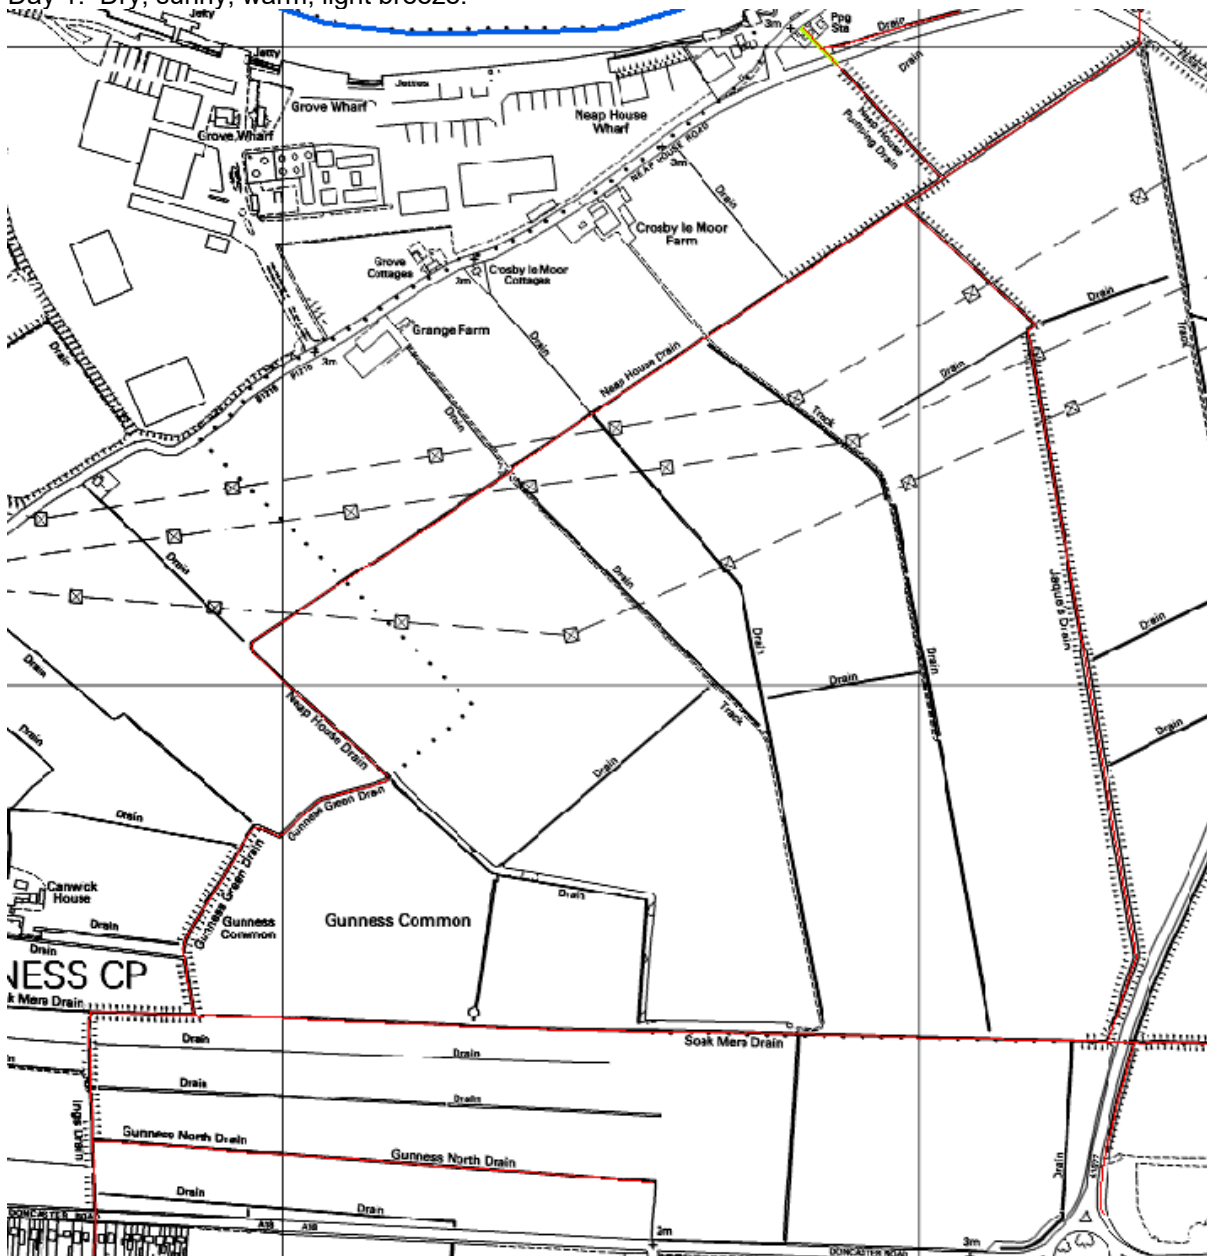 Day 1: Dry, sunny, warm, light breeze.
Jetty
Jetty
Jetties
3m
Ppg
Sta
Drain
Drain
Grove Wharf
Grove Wharf
Neap House
Wharf
NEAP HOUSE ROAD
3m
Neap House
Pumping Drain
Drain
Crosby le Moor
Farm
Grove
Cottages
3m
Crosby le Moor
Cottages
Grange Farm
Drain
Drain
Drain
Drain
Track
3m
B1216
B1216
Neap House Drain
Drain
Track
Drain
Drain
Drain
Jaque's Drain
Drain
Drain
Drain
Drain
Drain
Neap House Drain
Track
Drain
Drain
Drain
Drain
Gunness Green Drain
Gunness Green Drain
Canwick
House
Drain
Drain
Gunness
Common
Gunness Common
Drain
NESS CP
k Mere Drain
Soak Mere Drain
Drain
Drain
Drain
Drain
Ings Drain
Gunness North Drain
Gunness North Drain
Drain
Drain
Drain
A1077
DONCASTER ROAD
A18
A18
3m
DONCASTER ROAD
3m